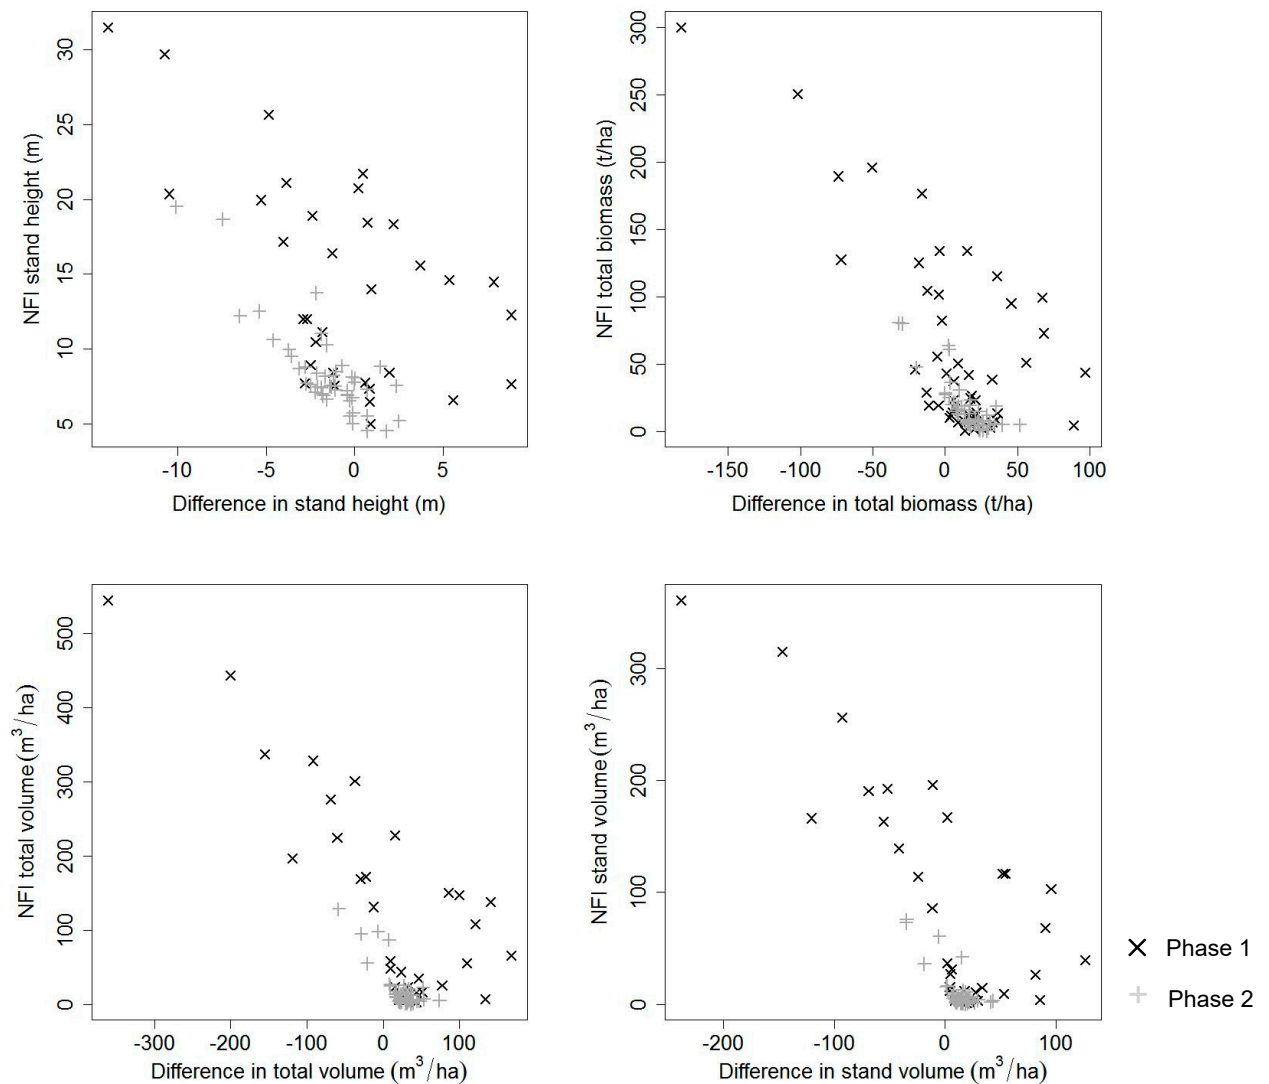 30
25
20
15
10
5
NFI stand height (m)
-10 -5 0 5
Difference in stand height (m)
300
250
200
150
100
50
0
NFI total biomass (t/ha)
-150 -100 -50 0 50 100
Difference in total biomass (t/ha)
500
400
300
200
100
0
NFI total volume (m³/ha)
-300 -200 -100 0 100
Difference in total volume (m³/ha)
300
200
100
0
NFI stand volume (m³/ha)
-200 -100 0 100
Difference in stand volume (m³/ha)
Phase 1
Phase 2